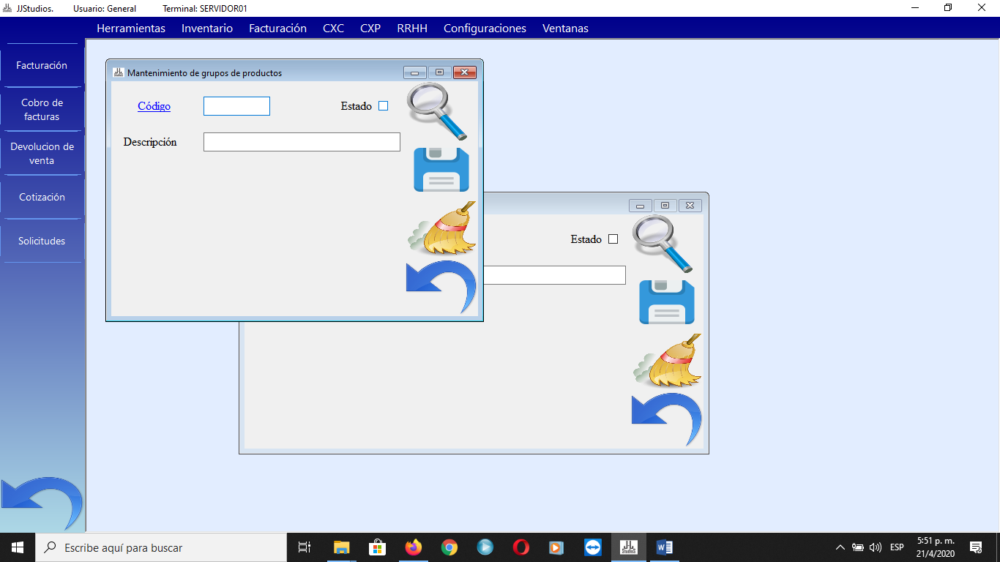 JJStudios. Usuario: General Terminal: SERVIDOR01
Herramientas Inventario Facturación CXC CXP RRHH Configuraciones Ventanas
Facturación
Cobro de
facturas
Devolucion de
venta
Cotización
Solicitudes
Mantenimiento de grupos de productos
Código
Estado
Descripción
Estado
Escribe aquí para buscar
ESP
5:51 p. m.
21/4/2020